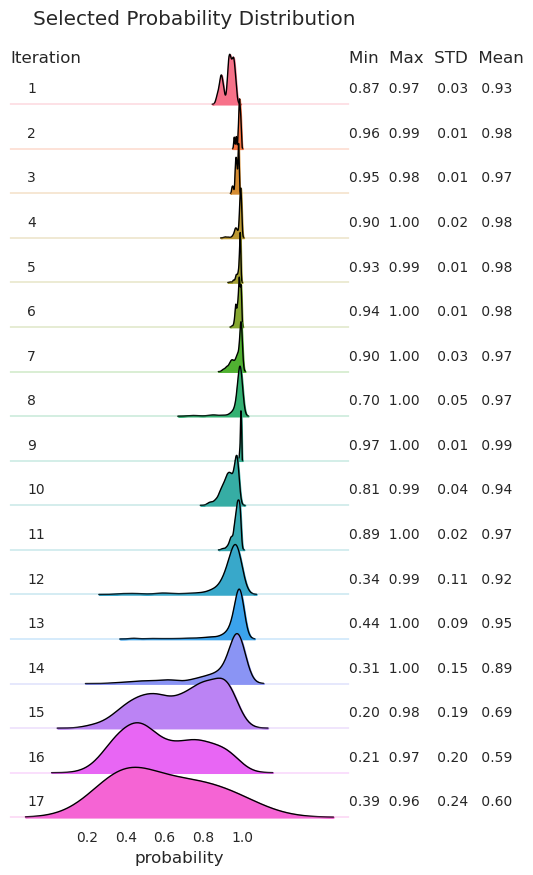 Selected Probability Distribution
Iteration Min Max STD Mean
1 0.87 0.97 0.03 0.93
2 0.96 0.99 0.01 0.98
3 0.95 0.98 0.01 0.97
4 0.90 1.00 0.02 0.98
5 0.93 0.99 0.01 0.98
6 0.94 1.00 0.01 0.98
7 0.90 1.00 0.03 0.97
8 0.70 1.00 0.05 0.97
9 0.97 1.00 0.01 0.99
10 0.81 0.99 0.04 0.94
11 0.89 1.00 0.02 0.97
12 0.34 0.99 0.11 0.92
13 0.44 1.00 0.09 0.95
14 0.31 1.00 0.15 0.89
15 0.20 0.98 0.19 0.69
16 0.21 0.97 0.20 0.59
17 0.39 0.96 0.24 0.60
0.2 0.4 0.6 0.8 1.0
probability